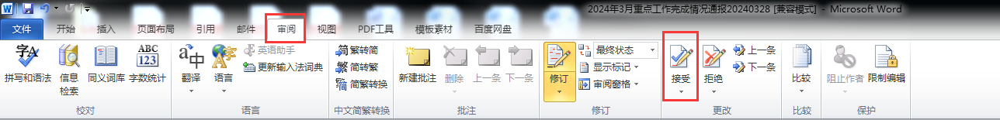 2024年3月重点工作完成情况通报20240328 [兼容模式] - Microsoft Word
文件 开始 插入 页面布局 引用 邮件 审阅 视图 PDF工具 模板素材 百度网盘
拼写和语法 信息检索 同义词库 字数统计
校对
翻译 语言 英语助手 更新输入法词典
语言
繁转简 简转繁 简繁转换
中文简繁转换
新建批注 删除 上一条 下一条
批注
修订 最终状态 显示标记 审阅窗格
修订
接受 拒绝 上一条 下一条
更改
比较
比较
阻止作者 限制编辑
保护